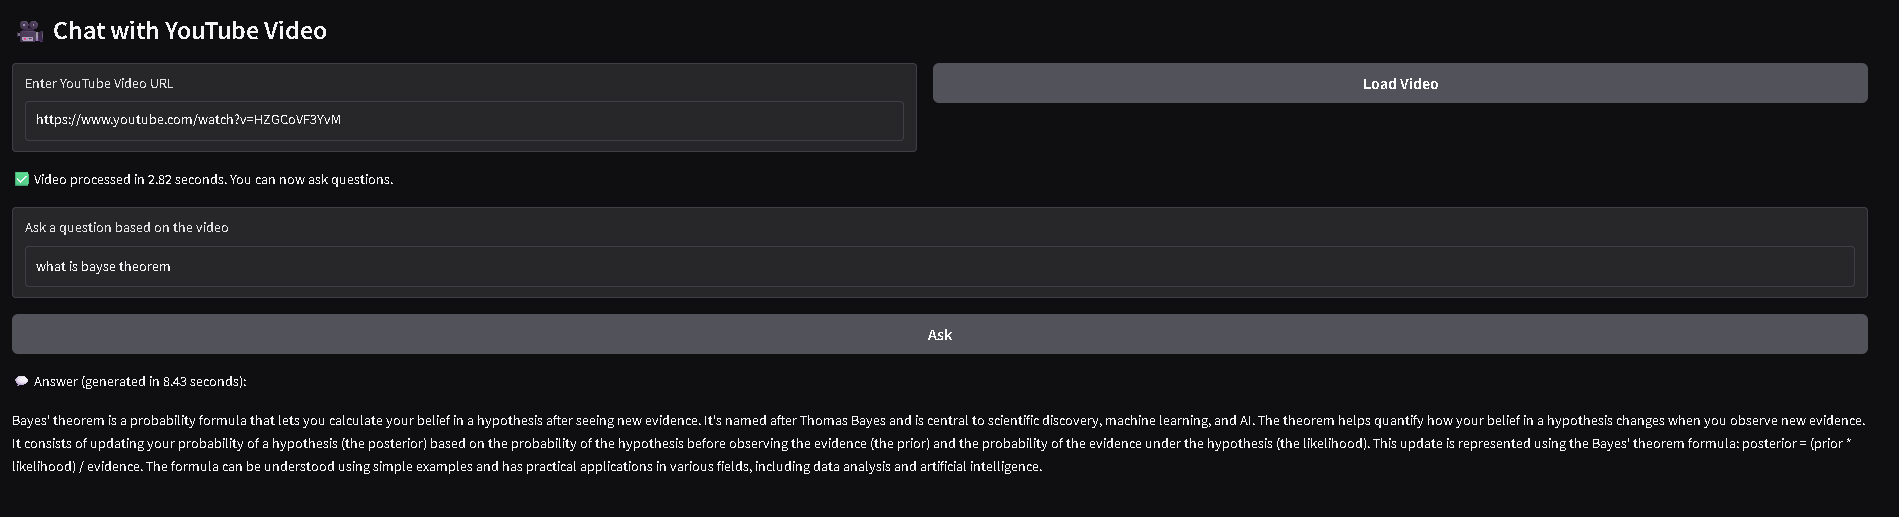 Chat with YouTube Video
Enter YouTube Video URL
Load Video
https://www.youtube.com/watch?v=HZGCoVF3YvM
Video processed in 2.82 seconds. You can now ask questions.
Ask a question based on the video
what is bayse theorem
Ask
Answer (generated in 8.43 seconds):
Bayes' theorem is a probability formula that lets you calculate your belief in a hypothesis after seeing new evidence. It's named after Thomas Bayes and is central to scientific discovery, machine learning, and AI. The theorem helps quantify how your belief in a hypothesis changes when you observe new evidence.
It consists of updating your probability of a hypothesis (the posterior) based on the probability of the hypothesis before observing the evidence (the prior) and the probability of the evidence under the hypothesis (the likelihood). This update is represented using the Bayes' theorem formula: posterior = (prior *
likelihood) / evidence. The formula can be understood using simple examples and has practical applications in various fields, including data analysis and artificial intelligence.